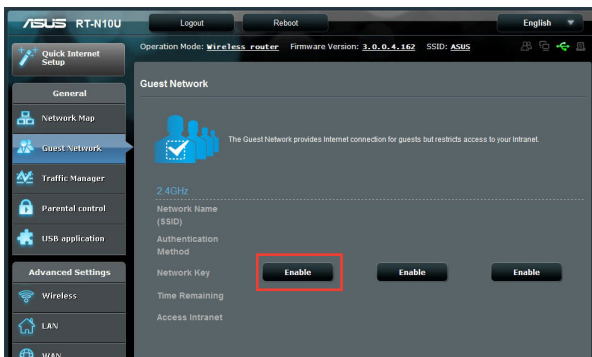 ASUS RT-N10U
Logout
Reboot
English
Quick Internet
Setup
Operation Mode: Wireless router Firmware Version: 3.0.0.4.162 SSID: ASUS
General
Network Map
Guest Network
Traffic Manager
Parental control
USB application
Advanced Settings
Wireless
LAN
WAN
Guest Network
The Guest Network provides Internet connection for guests but restricts access to your Intranet.
2.4GHz
Network Name
(SSID)
Authentication
Method
Network Key
Enable
Enable
Enable
Time Remaining
Access Intranet